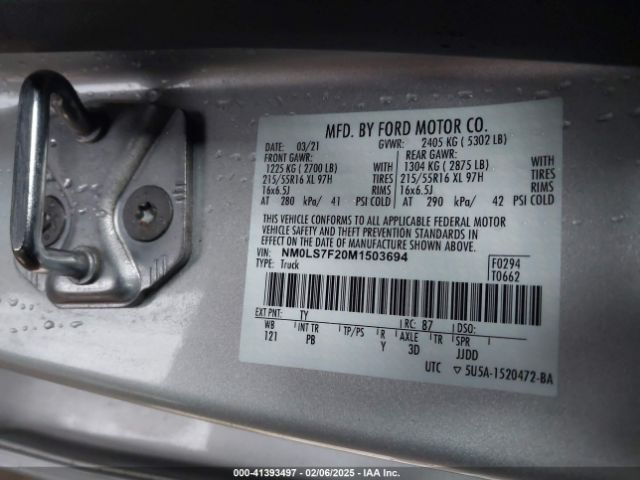 MFD. BY FORD MOTOR CO.
DATE: 03/21 GVWR: 2405 KG ( 5302 LB)
FRONT GAWR: REAR GAWR:
1225 KG ( 2700 LB) WITH 1304 KG ( 2875 LB) WITH
215/55R16 XL 97H TIRES 215/55R16 XL 97H TIRES
16x6.5J RIMS 16x6.5J RIMS
AT 280 kPa/ 41 PSI COLD AT 290 kPa/ 42 PSI COLD
THIS VEHICLE CONFORMS TO ALL APPLICABLE FEDERAL MOTOR
VEHICLE SAFETY AND THEFT PREVENTION STANDARDS IN EFFECT ON THE
DATE OF MANUFACTURE SHOWN ABOVE.
VIN: NM0LS7F20M1503694
TYPE: Truck
F0294
T0662
EXT PNT: TY RC: 87 DSO:
WB INT TR TP/PS R AXLE TR SPR
121 PB Y 3D JJDD
UTC ▽ 5U5A-1520472-BA
000-41393497 - 02/06/2025 - IAA Inc.